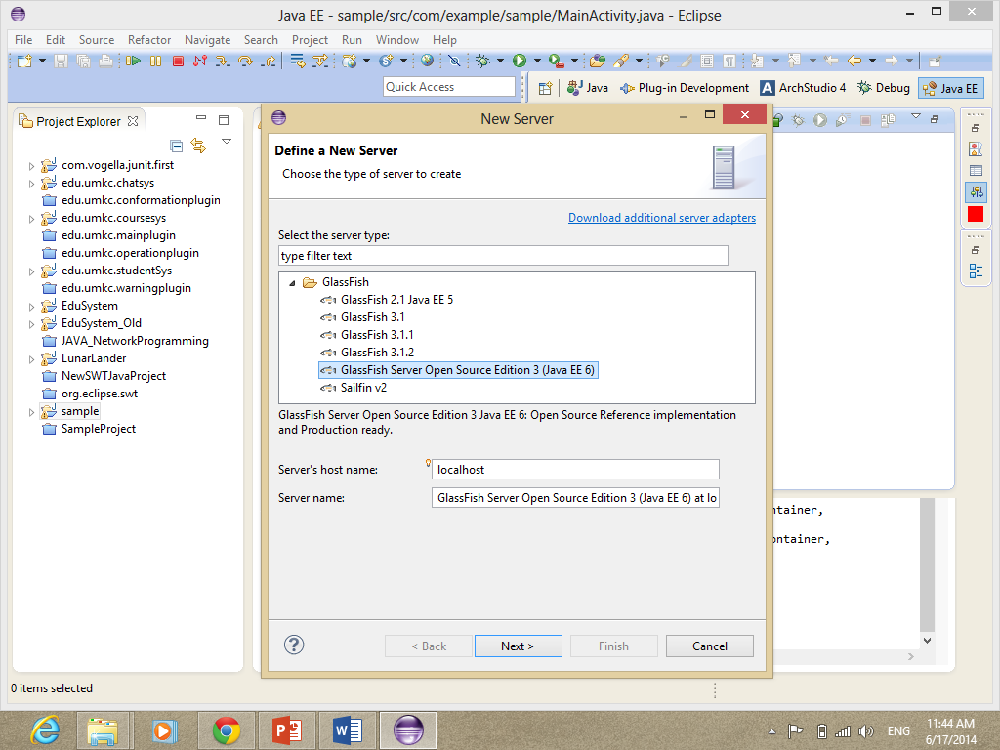 Java EE - sample/src/com/example/sample/MainActivity.java - Eclipse
File Edit Source Refactor Navigate Search Project Run Window Help
Quick Access
Java Plug-in Development ArchStudio 4 Debug Java EE
Project Explorer
com.vogella.junit.first
edu.umkc.chatsys
edu.umkc.conformationplugin
edu.umkc.coursesys
edu.umkc.mainplugin
edu.umkc.operationplugin
edu.umkc.studentSys
edu.umkc.warningplugin
EduSystem
EduSystem_Old
JAVA_NetworkProgramming
LunarLander
NewSWTJavaProject
org.eclipse.swt
sample
SampleProject
New Server
Define a New Server
Choose the type of server to create
Download additional server adapters
Select the server type:
type filter text
GlassFish
GlassFish 2.1 Java EE 5
GlassFish 3.1
GlassFish 3.1.1
GlassFish 3.1.2
GlassFish Server Open Source Edition 3 (Java EE 6)
Sailfin v2
GlassFish Server Open Source Edition 3 Java EE 6: Open Source Reference implementation
and Production ready.
Server's host name: localhost
Server name: GlassFish Server Open Source Edition 3 (Java EE 6) at lo
ntainer,
ontainer,
< Back Next > Finish Cancel
0 items selected
ENG
11:44 AM
6/17/2014